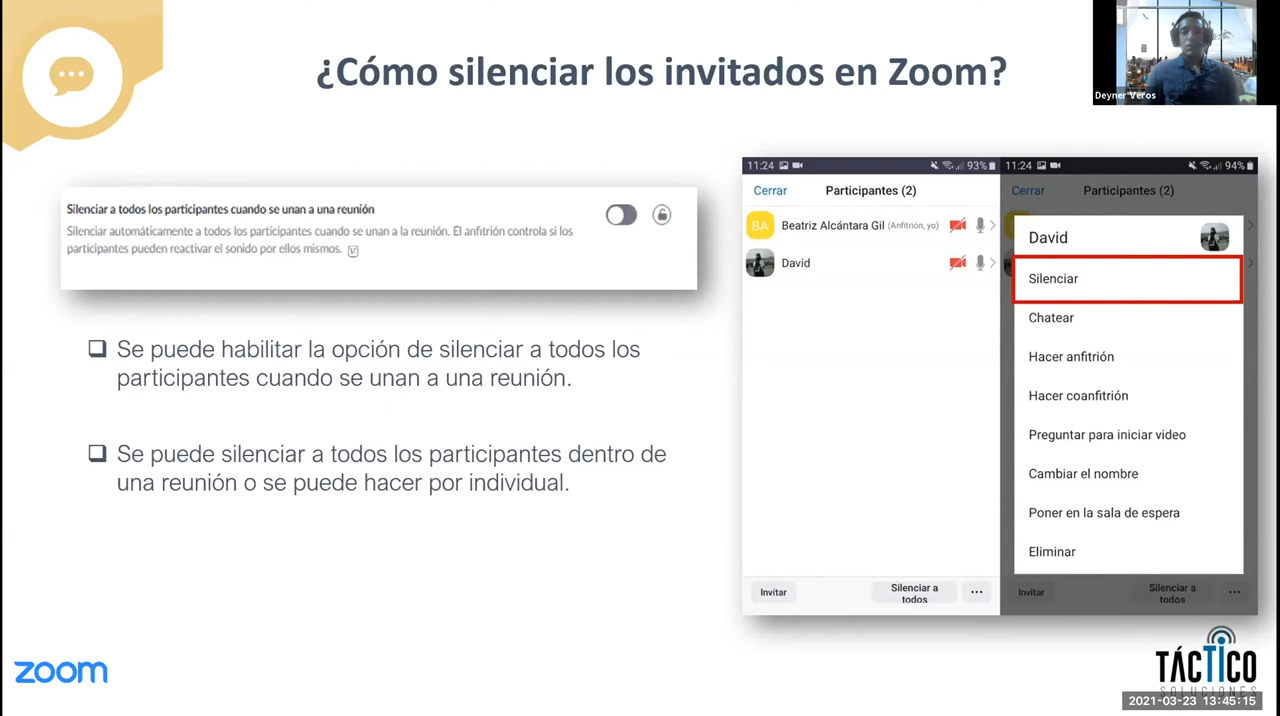 ¿Cómo silenciar los invitados en Zoom?
Deyner Veros
Silenciar a todos los participantes cuando se unan a una reunión
Silenciar automáticamente a todos los participantes cuando se unan a la reunión. El anfitrión controla si los
participantes pueden reactivar el sonido por ellos mismos.
Se puede habilitar la opción de silenciar a todos los
participantes cuando se unan a una reunión.
Se puede silenciar a todos los participantes dentro de
una reunión o se puede hacer por individual.
11:24 93%
Cerrar Participantes (2)
BA Beatriz Alcántara Gil (Anfitrión, yo)
David
Invitar
Silenciar a
todos
...
11:24 94%
Cerrar Participantes (2)
David
Silenciar
Chatear
Hacer anfitrión
Hacer coanfitrión
Preguntar para iniciar video
Cambiar el nombre
Poner en la sala de espera
Eliminar
Invitar
Silenciar a
todos
...
zoom
TÁCTICO
SOLUCIONES
2021-03-23 13:45:15